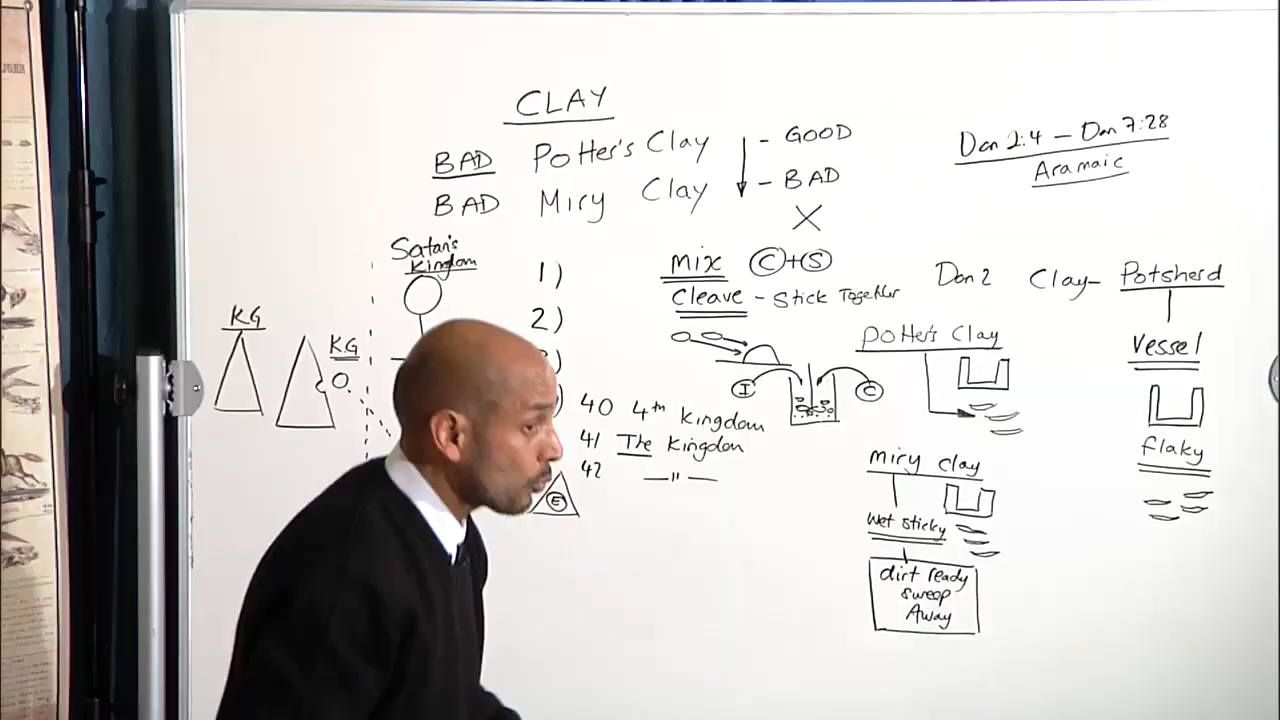 CLAY
BAD Potter's Clay - GOOD
BAD Miry Clay - BAD
X
Dan 2:4 - Dan 7:28
Aramaic
Satan's
Kingdom
KG
KG
1)
2)
40 4th kingdom
41 The Kingdom
42 —"—
E
Mix C+S
Cleave - Stick Together
I
C
Dan 2 Clay- Potsherd
Potter's Clay
Vessel
flaky
miry clay
wet sticky
dirt ready
sweep
Away